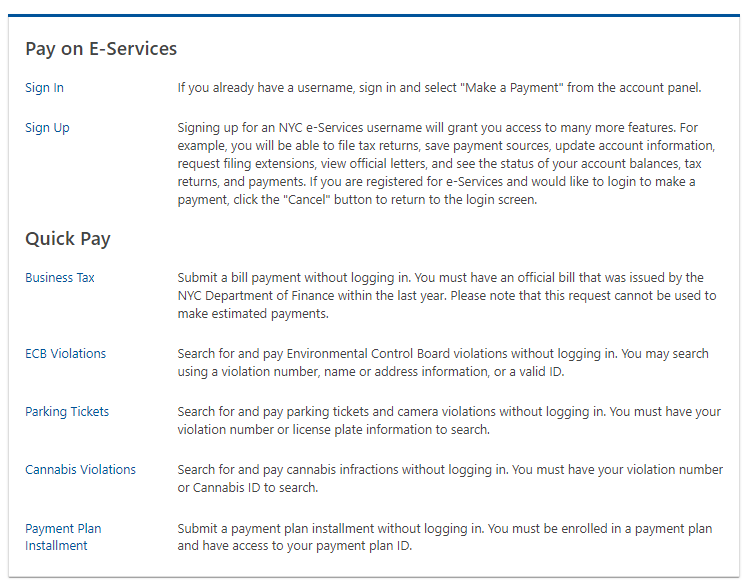 Pay on E-Services
Sign In
If you already have a username, sign in and select "Make a Payment" from the account panel.
Sign Up
Signing up for an NYC e-Services username will grant you access to many more features. For
example, you will be able to file tax returns, save payment sources, update account information,
request filing extensions, view official letters, and see the status of your account balances, tax
returns, and payments. If you are registered for e-Services and would like to login to make a
payment, click the "Cancel" button to return to the login screen.
Quick Pay
Business Tax
Submit a bill payment without logging in. You must have an official bill that was issued by the
NYC Department of Finance within the last year. Please note that this request cannot be used to
make estimated payments.
ECB Violations
Search for and pay Environmental Control Board violations without logging in. You may search
using a violation number, name or address information, or a valid ID.
Parking Tickets
Search for and pay parking tickets and camera violations without logging in. You must have your
violation number or license plate information to search.
Cannabis Violations
Search for and pay cannabis infractions without logging in. You must have your violation number
or Cannabis ID to search.
Payment Plan
Installment
Submit a payment plan installment without logging in. You must be enrolled in a payment plan
and have access to your payment plan ID.